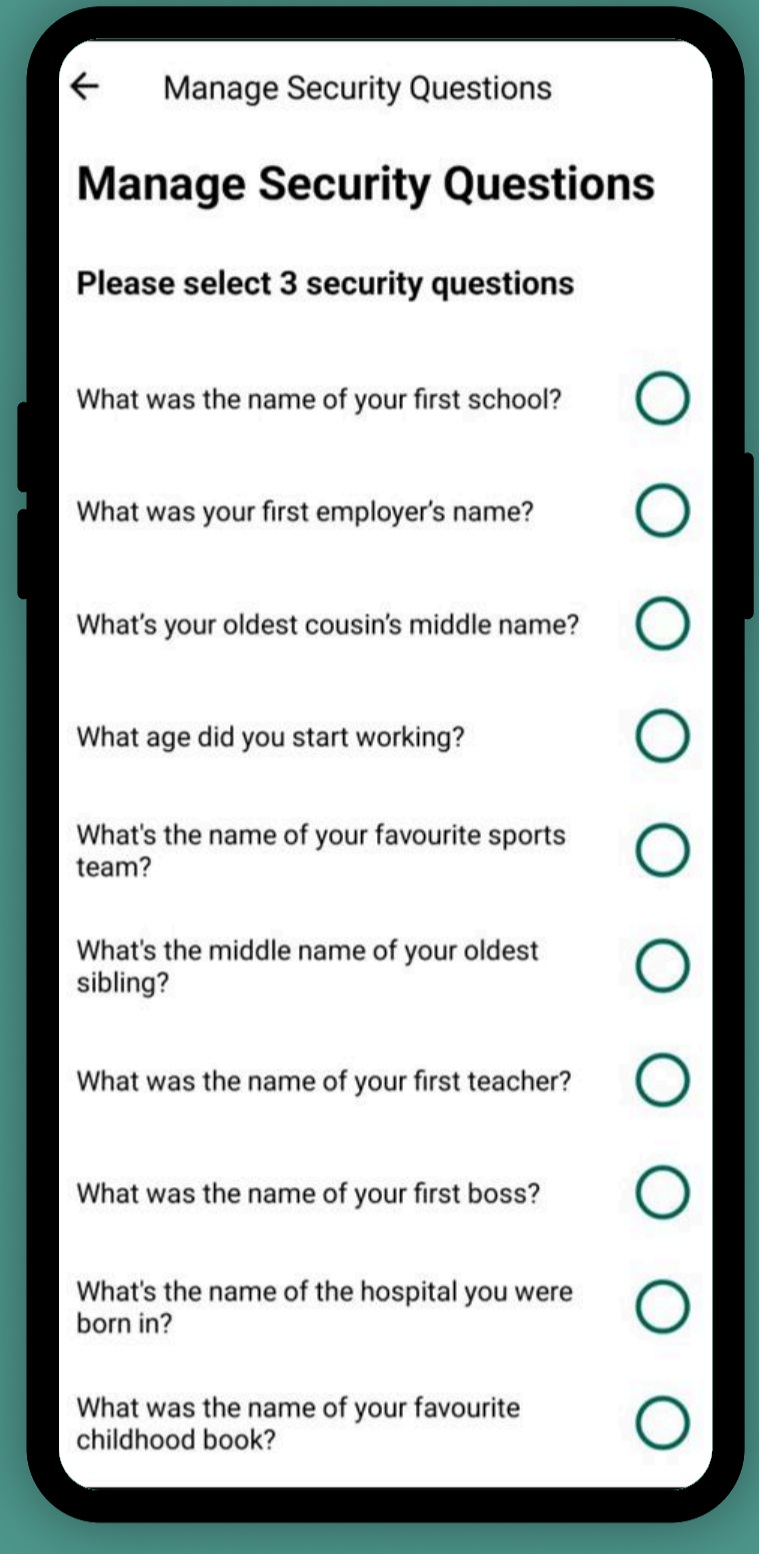 Manage Security Questions
Manage Security Questions
Please select 3 security questions
What was the name of your first school?
What was your first employer's name?
What's your oldest cousin's middle name?
What age did you start working?
What's the name of your favourite sports
team?
What's the middle name of your oldest
sibling?
What was the name of your first teacher?
What was the name of your first boss?
What's the name of the hospital you were
born in?
What was the name of your favourite
childhood book?